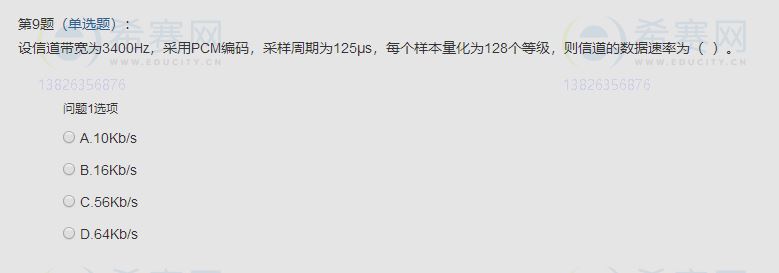 第9题（单选题）：
设信道带宽为3400Hz，采用PCM编码，采样周期为125μs，每个样本量化为128个等级，则信道的数据速率为（ ）。
希赛网
WWW.EDUCITY.CN
希赛网
WWW.EDUCITY.CN
13826356876
13826356876
问题1选项
A.10Kb/s
B.16Kb/s
C.56Kb/s
D.64Kb/s